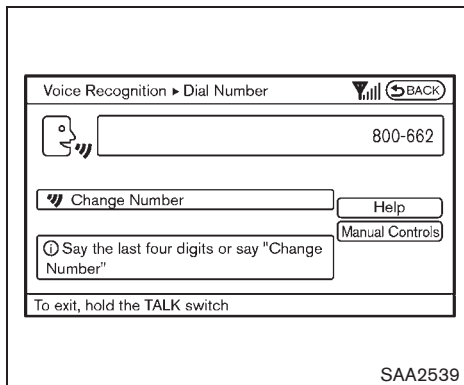 Voice Recognition ▸ Dial Number
BACK
800-662
Change Number
Help
Manual Controls
Say the last four digits or say "Change
Number"
To exit, hold the TALK switch
SAA2539